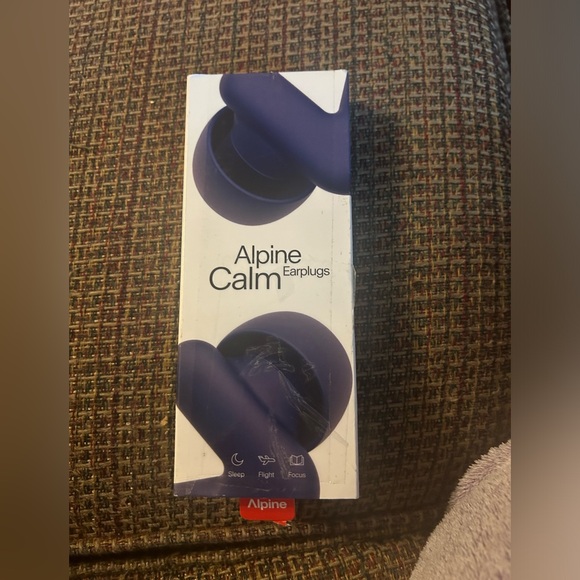 Alpine
Calm Earplugs
Sleep Flight Focus
Alpine